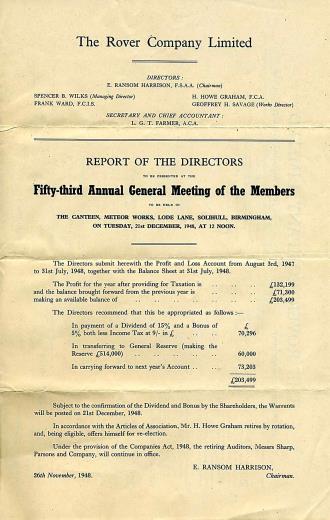 The Rover Company Limited
DIRECTORS :
E. RANSOM HARRISON, F.S.A.A. (Chairman)
SPENCER B. WILKS (Managing Director) H. HOWE GRAHAM, F.C.A.
FRANK WARD, F.C.I.S. GEOFFREY H. SAVAGE (Works Director)
SECRETARY AND CHIEF ACCOUNTANT :
L. G. T. FARMER, A.C.A.
REPORT OF THE DIRECTORS
TO BE PRESENTED AT THE
Fifty-third Annual General Meeting of the Members
TO BE HELD IN
THE CANTEEN, METEOR WORKS, LODE LANE, SOLIHULL, BIRMINGHAM,
ON TUESDAY, 21st DECEMBER, 1948, AT 12 NOON.
The Directors submit herewith the Profit and Loss Account from August 3rd, 1947
to 31st July, 1948, together with the Balance Sheet at 31st July, 1948.
The Profit for the year after providing for Taxation is .. .. .. £132,199
and the balance brought forward from the previous year is .. .. .. £71,300
making an available balance of .. .. .. .. .. £203,499
The Directors recommend that this be appropriated as follows :—
In payment of a Dividend of 15% and a Bonus of £
5% both less Income Tax at 9/- in £ .. .. 70,296
In transferring to General Reserve (making the
Reserve £514,000) .. .. .. .. 60,000
In carrying forward to next year's Account .. .. 73,203
£203,499
Subject to the confirmation of the Dividend and Bonus by the Shareholders, the Warrants
will be posted on 21st December, 1948.
In accordance with the Articles of Association, Mr. H. Howe Graham retires by rotation,
and, being eligible, offers himself for re-election.
Under the provision of the Companies Act, 1948, the retiring Auditors, Messrs Sharp,
Parsons and Company, will continue in office.
E. RANSOM HARRISON,
26th November, 1948. Chairman.